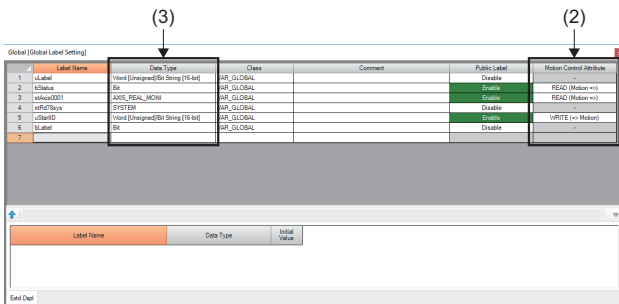 (3) (2)
Global [Global Label Setting]
Label Name Data Type Class Comment Public Label Motion Control Attribute
1 uLabel Word [Unsigned]/Bit String [16-bit] VAR_GLOBAL Disable -
2 bStatus Bit VAR_GLOBAL Enable READ (Motion =>)
3 stAxis0001 AXIS_REAL_MONI VAR_GLOBAL Enable READ (Motion =>)
4 stRd78sys SYSTEM VAR_GLOBAL Disable -
5 uStartID Word [Unsigned]/Bit String [16-bit] VAR_GLOBAL Enable WRITE (=> Motion)
6 bLabel Bit VAR_GLOBAL Disable -
7
Label Name Data Type Initial Value
Extd Dspl